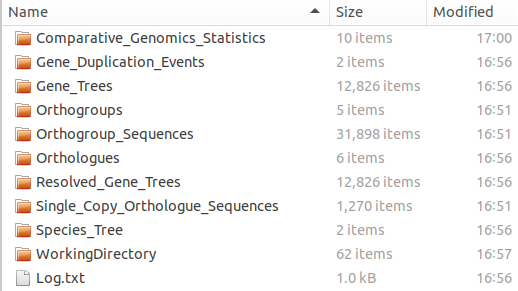 Name Size Modified
Comparative_Genomics_Statistics 10 items 17:00
Gene_Duplication_Events 2 items 16:56
Gene_Trees 12,826 items 16:56
Orthogroups 5 items 16:51
Orthogroup_Sequences 31,898 items 16:51
Orthologues 6 items 16:56
Resolved_Gene_Trees 12,826 items 16:56
Single_Copy_Orthologue_Sequences 1,270 items 16:51
Species_Tree 2 items 16:56
WorkingDirectory 62 items 16:57
Log.txt 1.0 kB 16:56